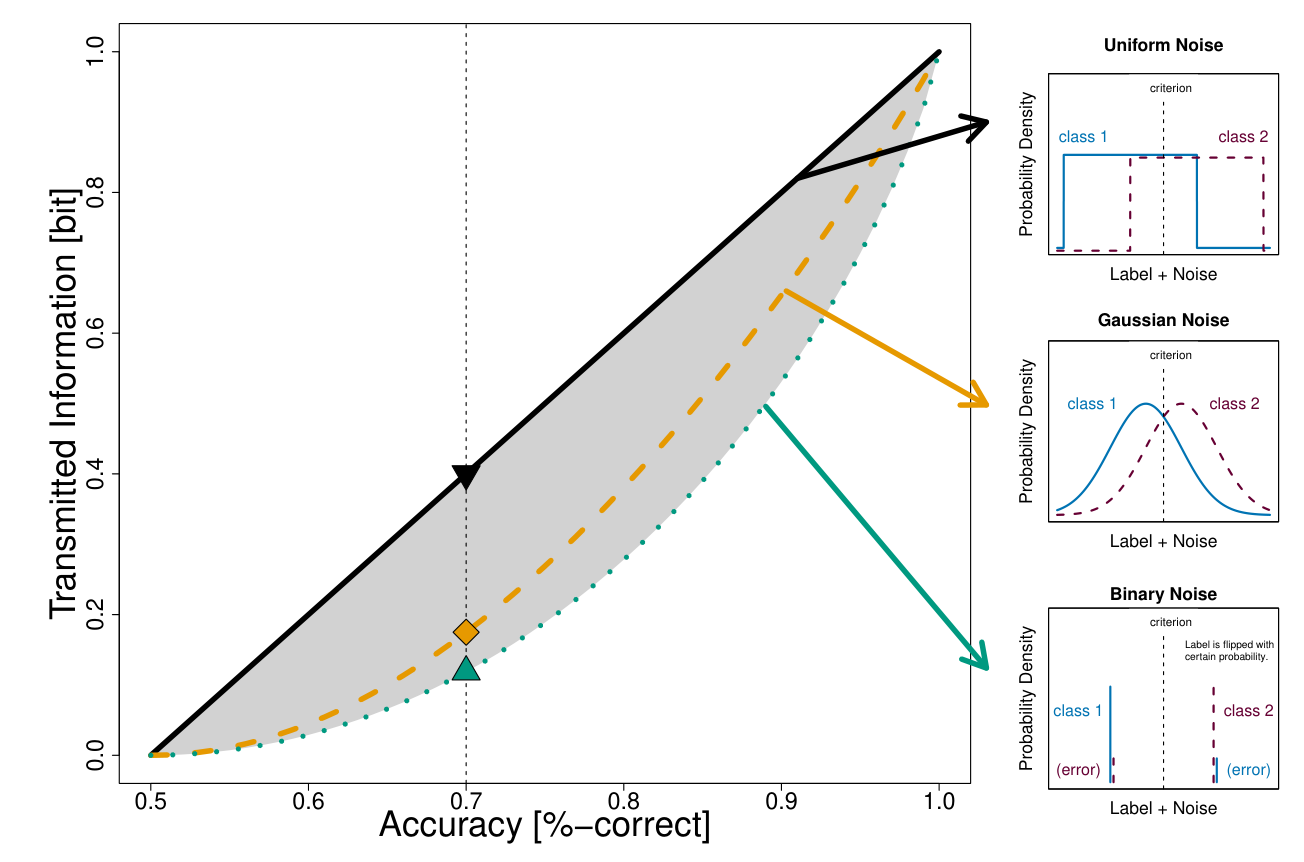 Transmitted Information [bit]
1.0
0.8
0.6
0.4
0.2
0.0
0.5 0.6 0.7 0.8 0.9 1.0
Accuracy [%−correct]
Uniform Noise
criterion
class 1 class 2
Probability Density
Label + Noise
Gaussian Noise
criterion
class 1 class 2
Probability Density
Label + Noise
Binary Noise
criterion
Label is flipped with
certain probability.
class 1 class 2
(error) (error)
Probability Density
Label + Noise